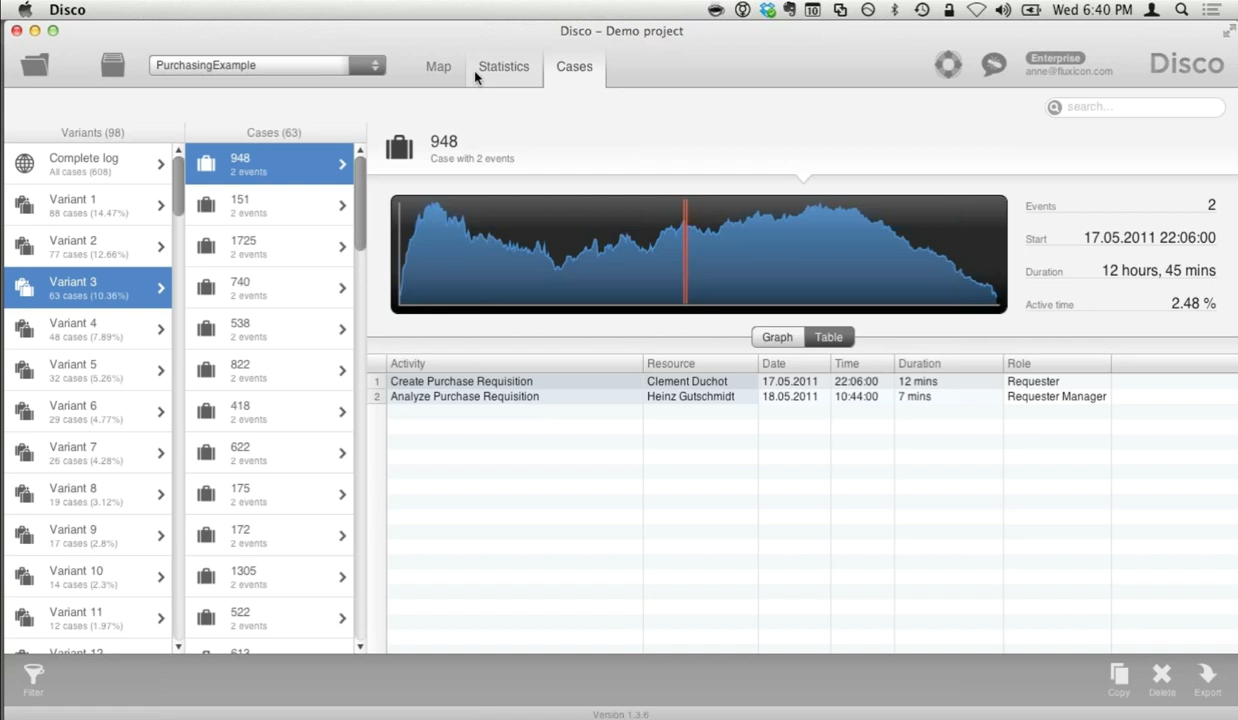 Disco
10
Wed 6:40 PM
Disco – Demo project
PurchasingExample
Map
Statistics
Cases
Enterprise
anne@fluxicon.com
Disco
search...
Variants (98)
Cases (63)
Complete log
All cases (608)
Variant 1
88 cases (14.47%)
Variant 2
77 cases (12.66%)
Variant 3
63 cases (10.36%)
Variant 4
48 cases (7.89%)
Variant 5
32 cases (5.26%)
Variant 6
29 cases (4.77%)
Variant 7
26 cases (4.28%)
Variant 8
19 cases (3.12%)
Variant 9
17 cases (2.8%)
Variant 10
14 cases (2.3%)
Variant 11
12 cases (1.97%)
Variant 12
948
2 events
151
2 events
1725
2 events
740
2 events
538
2 events
822
2 events
418
2 events
622
2 events
175
2 events
172
2 events
1305
2 events
522
2 events
613
948
Case with 2 events
Events 2
Start 17.05.2011 22:06:00
Duration 12 hours, 45 mins
Active time 2.48 %
Graph
Table
Activity Resource Date Time Duration Role
1 Create Purchase Requisition Clement Duchot 17.05.2011 22:06:00 12 mins Requester
2 Analyze Purchase Requisition Heinz Gutschmidt 18.05.2011 10:44:00 7 mins Requester Manager
Filter
Copy
Delete
Export
Version 1.3.6